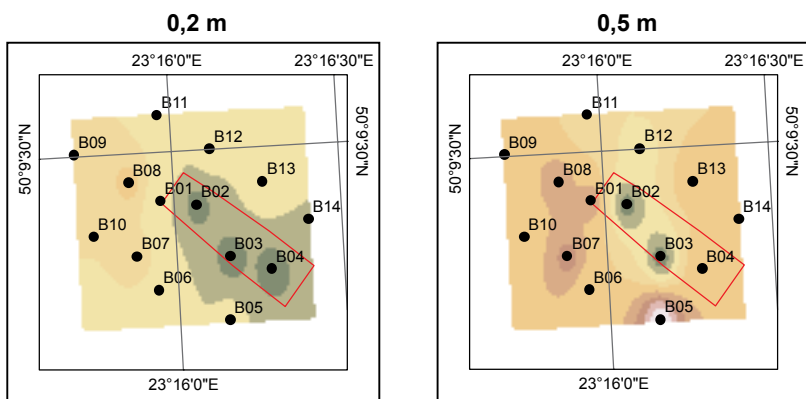 0,2 m
23°16'0"E 23°16'30"E
50°9'30"N
50°9'30"N
B11
B12
B09
B08
B13
B01 B02
B14
B10
B07
B03
B04
B06
B05
23°16'0"E
0,5 m
23°16'0"E 23°16'30"E
50°9'30"N
50°9'30"N
B11
B12
B09
B08
B13
B01
B02
B14
B10
B07
B03
B04
B06
B05
23°16'0"E